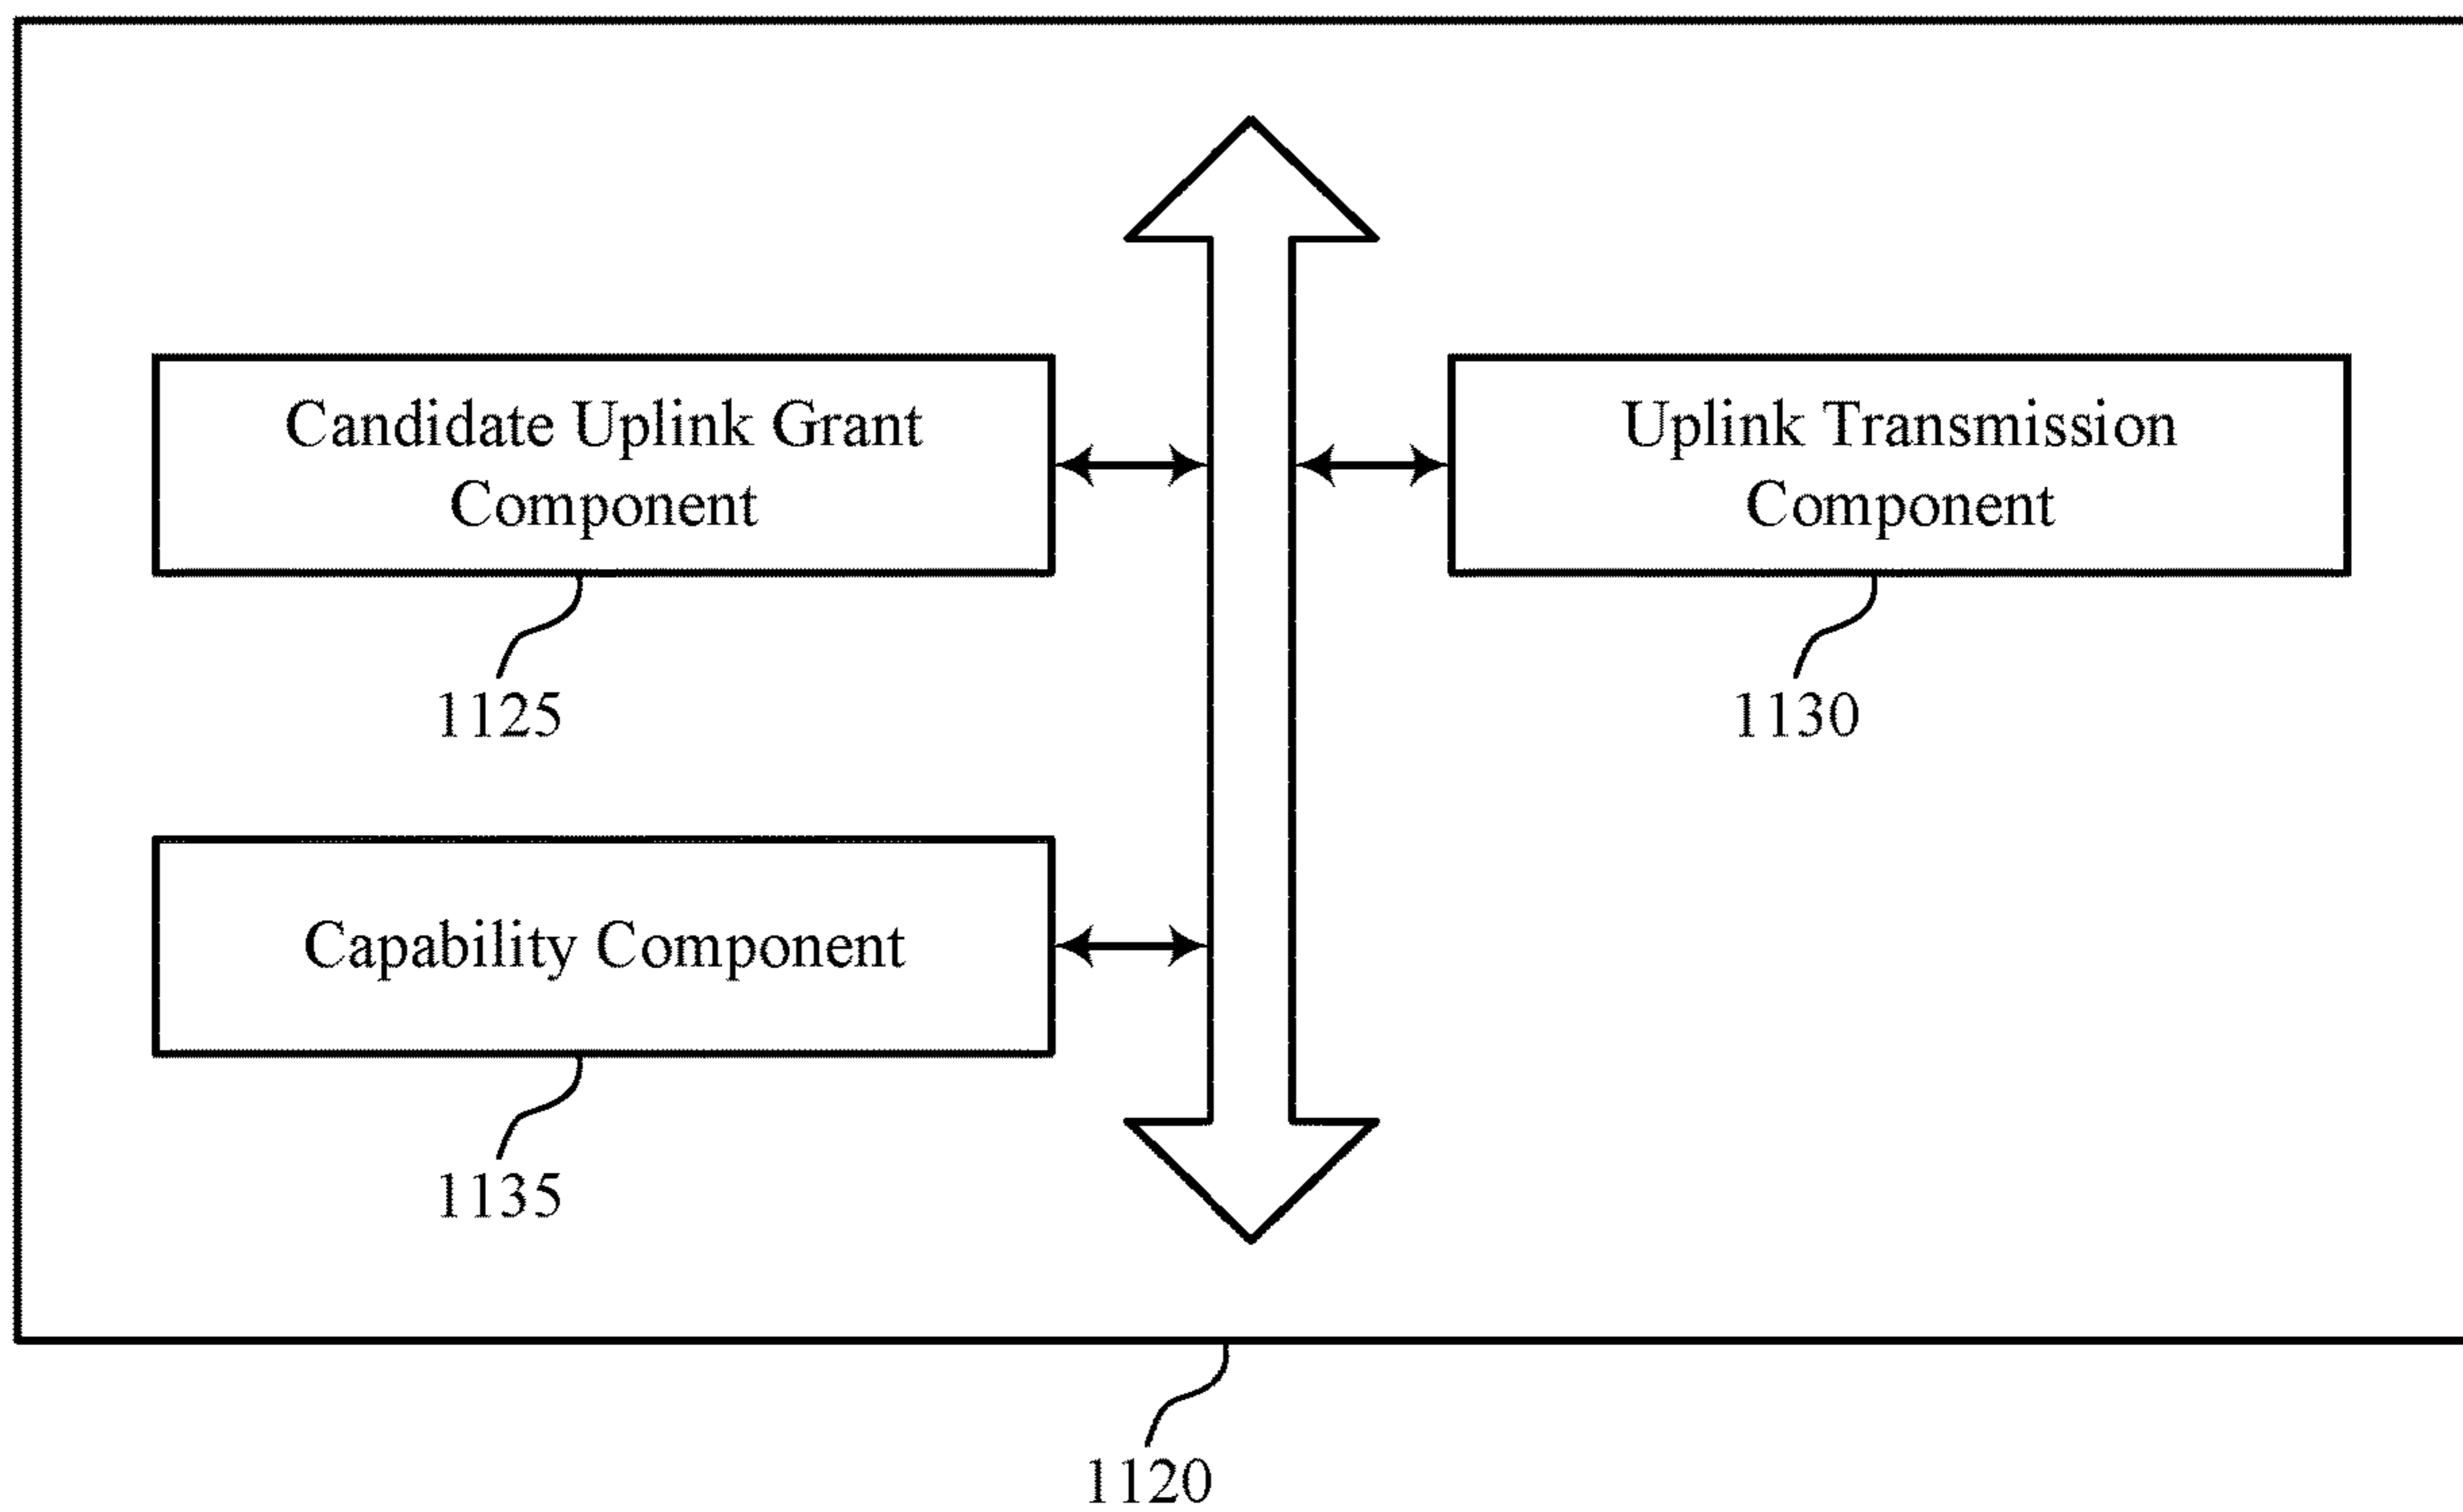 Candidate Uplink Grant
Component
1125
Uplink Transmission
Component
1130
Capability Component
1135
1120